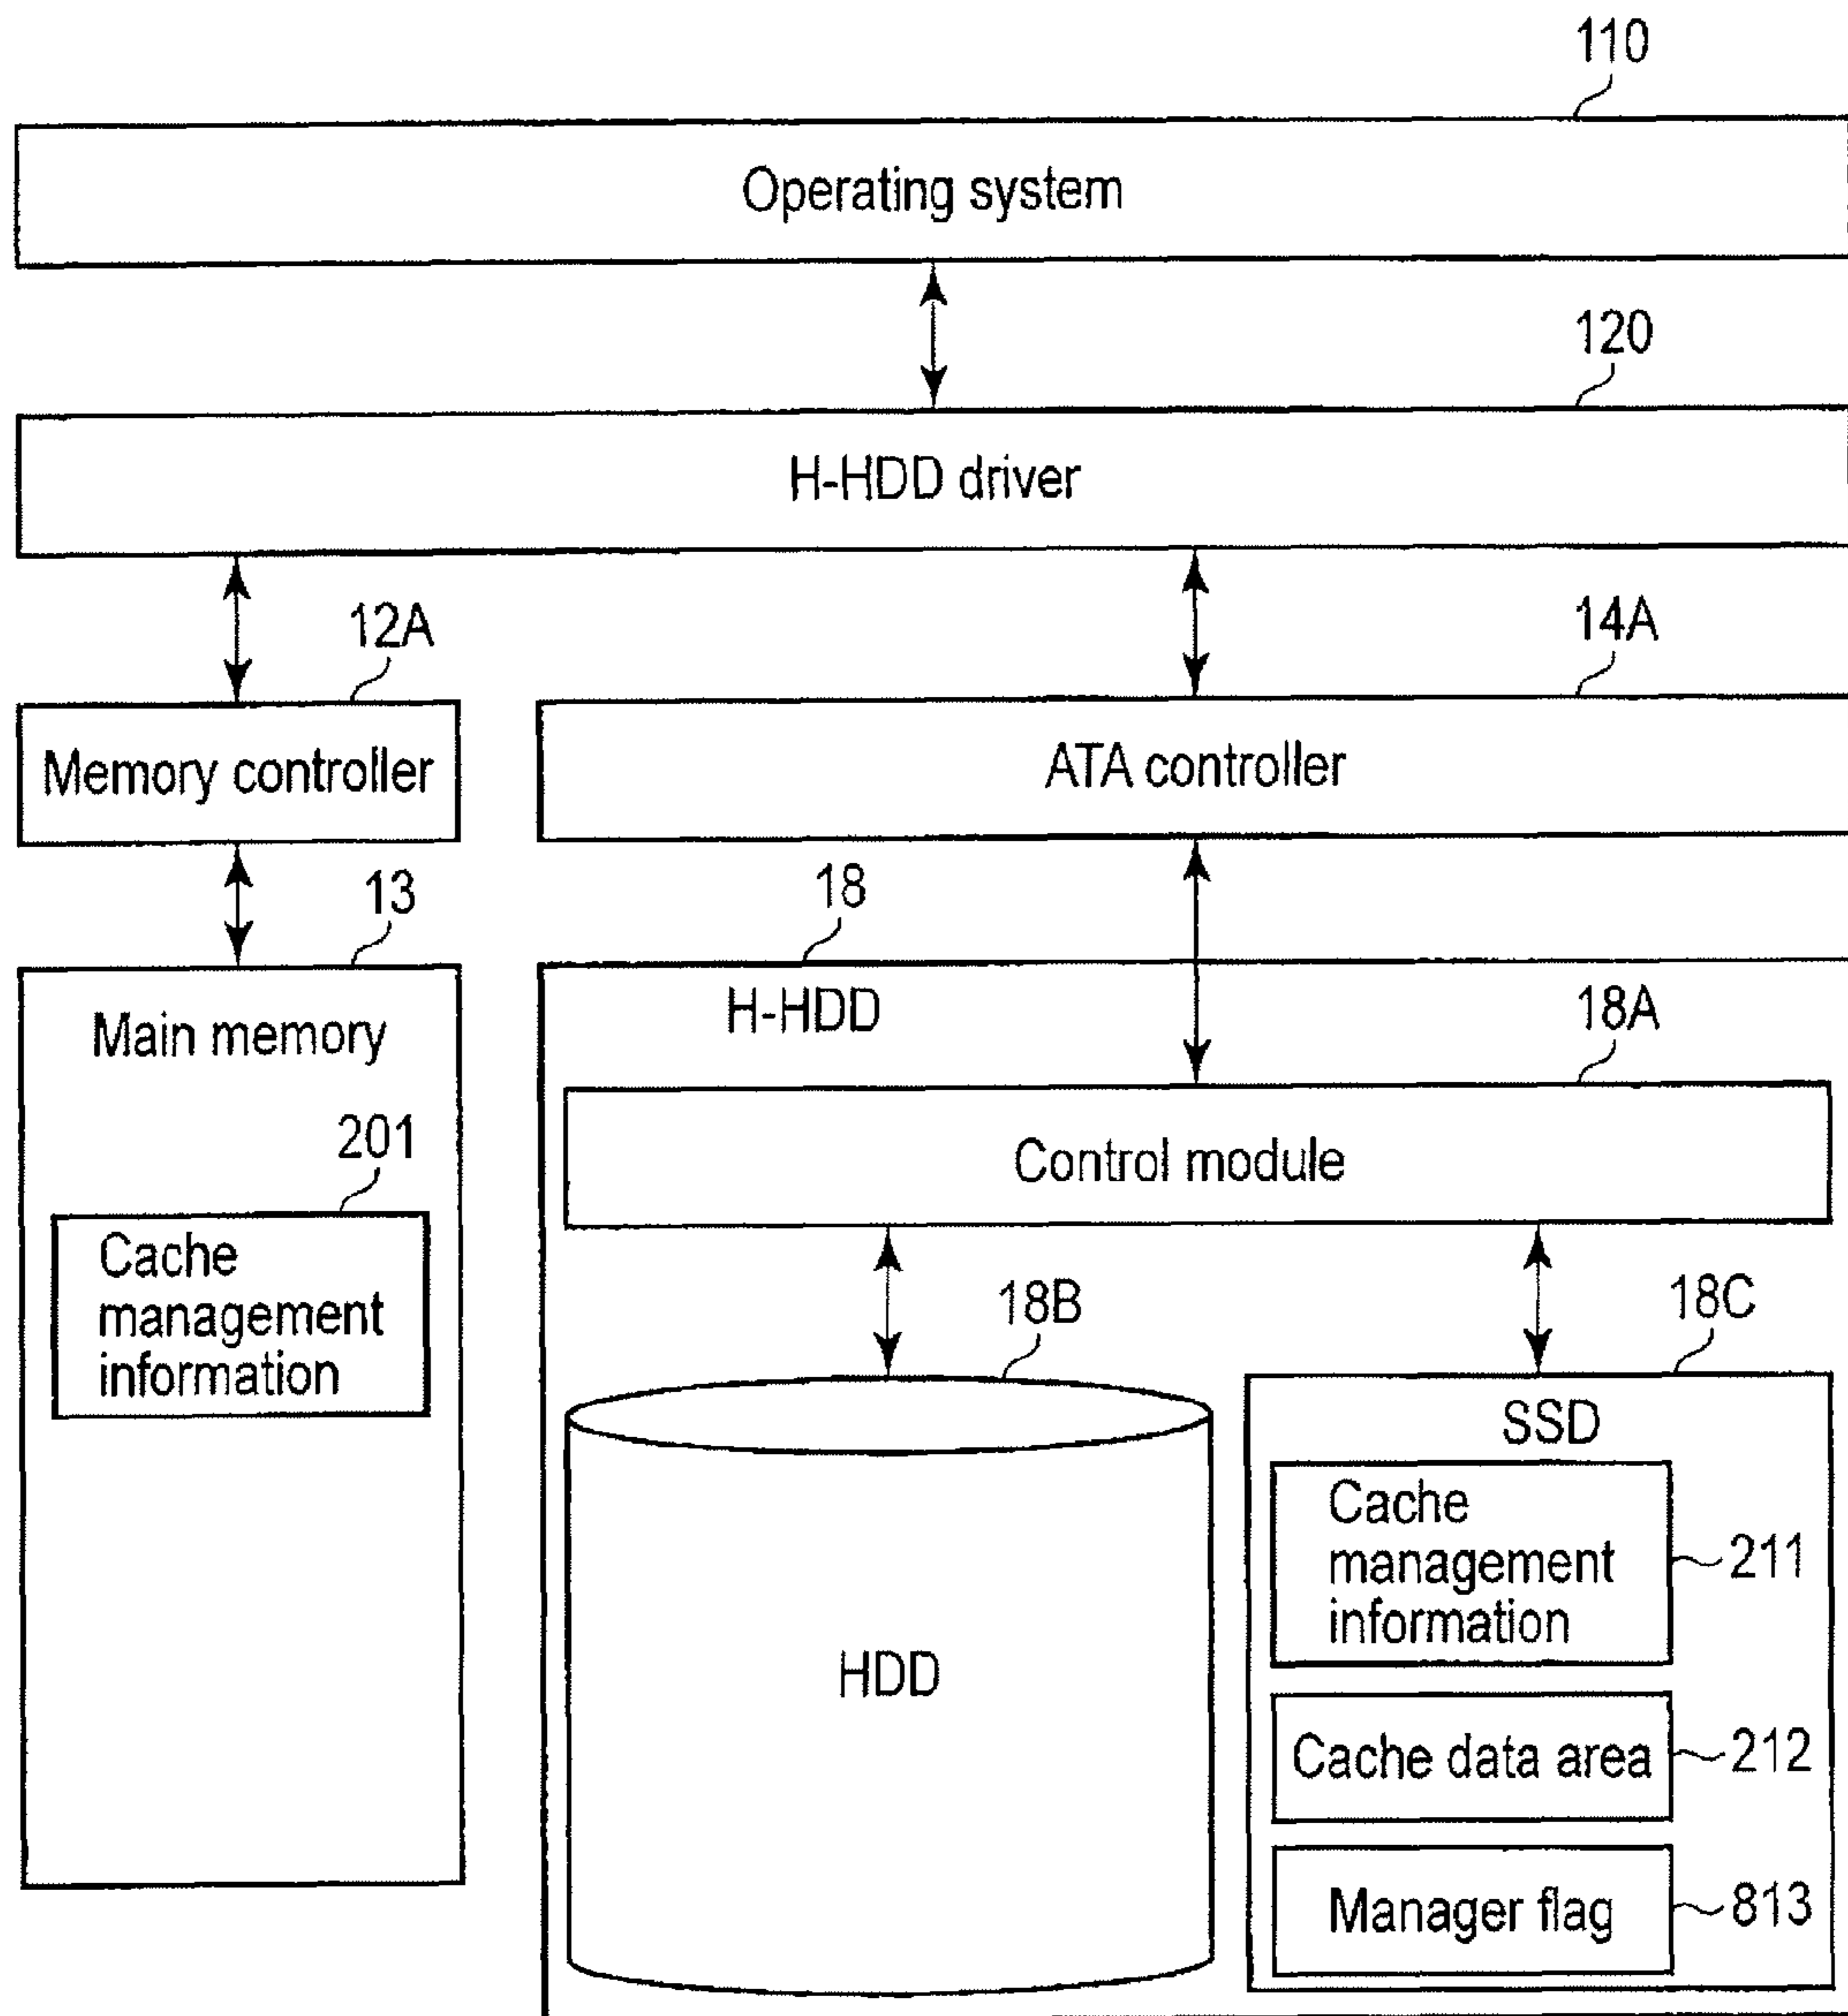 110
Operating system
120
H-HDD driver
12A
14A
Memory controller
ATA controller
13
18
Main memory
H-HDD
18A
201
Control module
Cache
management
information
18B
18C
SSD
Cache
management
information
211
HDD
Cache data area
212
Manager flag
813